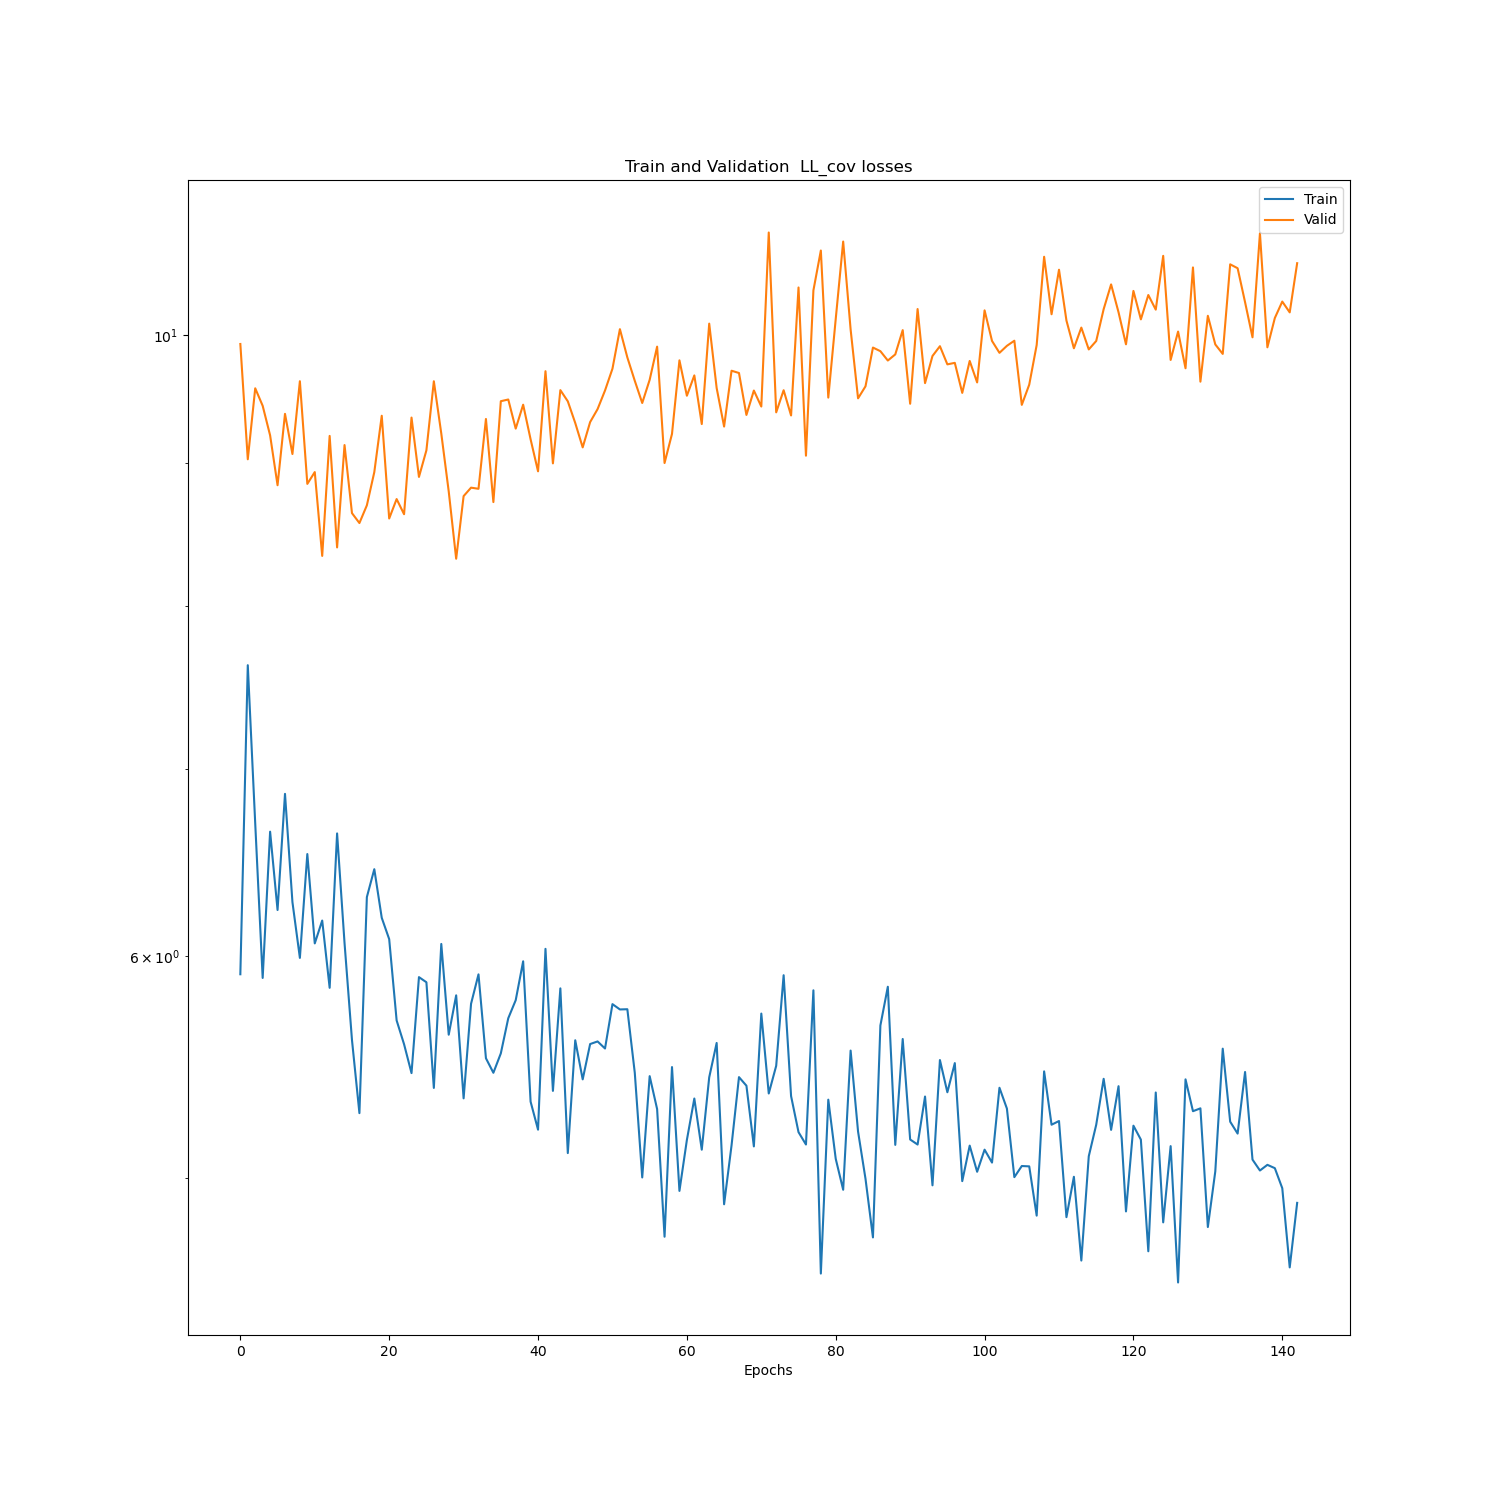 Train and Validation  LL_cov losses
Train
Valid
10¹
6 × 10⁰
0 20 40 60 80 100 120 140
Epochs